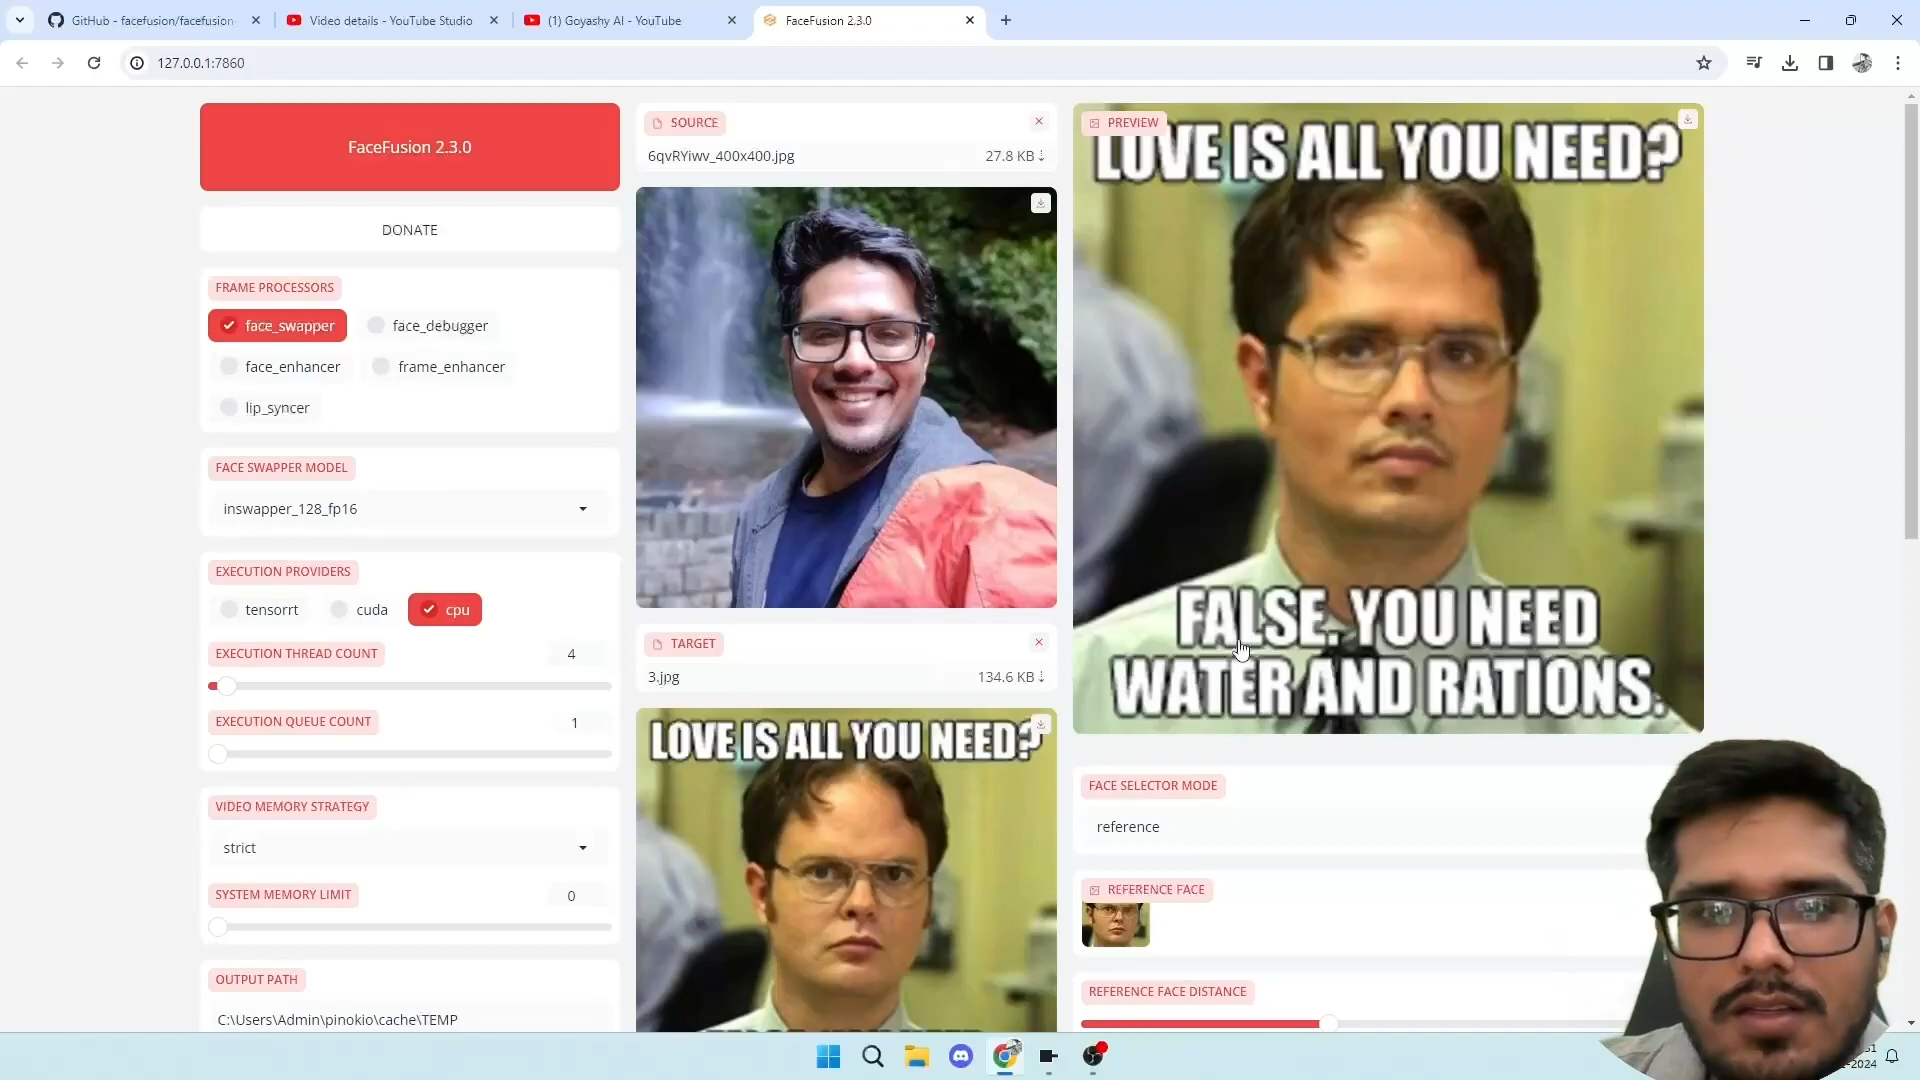 GitHub - facefusion/facefusion
Video details - YouTube Studio
(1) Goyashy AI - YouTube
FaceFusion 2.3.0
127.0.0.1:7860
FaceFusion 2.3.0
DONATE
FRAME PROCESSORS
face_swapper
face_debugger
face_enhancer
frame_enhancer
lip_syncer
FACE SWAPPER MODEL
inswapper_128_fp16
EXECUTION PROVIDERS
tensorrt
cuda
cpu
EXECUTION THREAD COUNT
4
EXECUTION QUEUE COUNT
1
VIDEO MEMORY STRATEGY
strict
SYSTEM MEMORY LIMIT
0
OUTPUT PATH
C:\Users\Admin\pinokio\cache\TEMP
SOURCE
6qvRYiwv_400x400.jpg
27.8 KB ⇣
TARGET
3.jpg
134.6 KB ⇣
LOVE IS ALL YOU NEED?
PREVIEW
LOVE IS ALL YOU NEED?
FALSE. YOU NEED
WATER AND RATIONS.
FACE SELECTOR MODE
reference
REFERENCE FACE
REFERENCE FACE DISTANCE